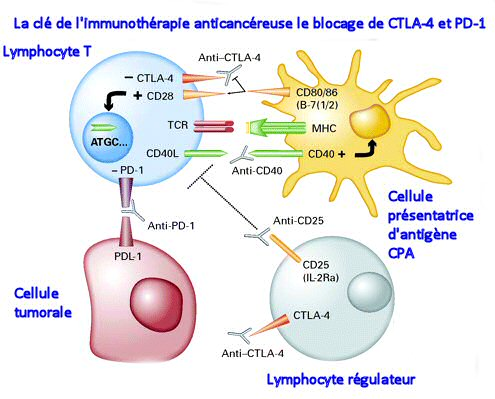 La clé de l'immunothérapie anticancéreuse le blocage de CTLA-4 et PD-1
Lymphocyte T
Anti–CTLA-4
– CTLA-4
+ CD28
CD80/86
(B-7(1/2)
TCR
MHC
ATGC...
CD40L
CD40 +
Anti-CD40
– PD-1
Anti-PD-1
PDL-1
Cellule
présentatrice
d'antigène
CPA
Anti-CD25
CD25
(IL-2Ra)
CTLA-4
Anti–CTLA-4
Cellule
tumorale
Lymphocyte régulateur